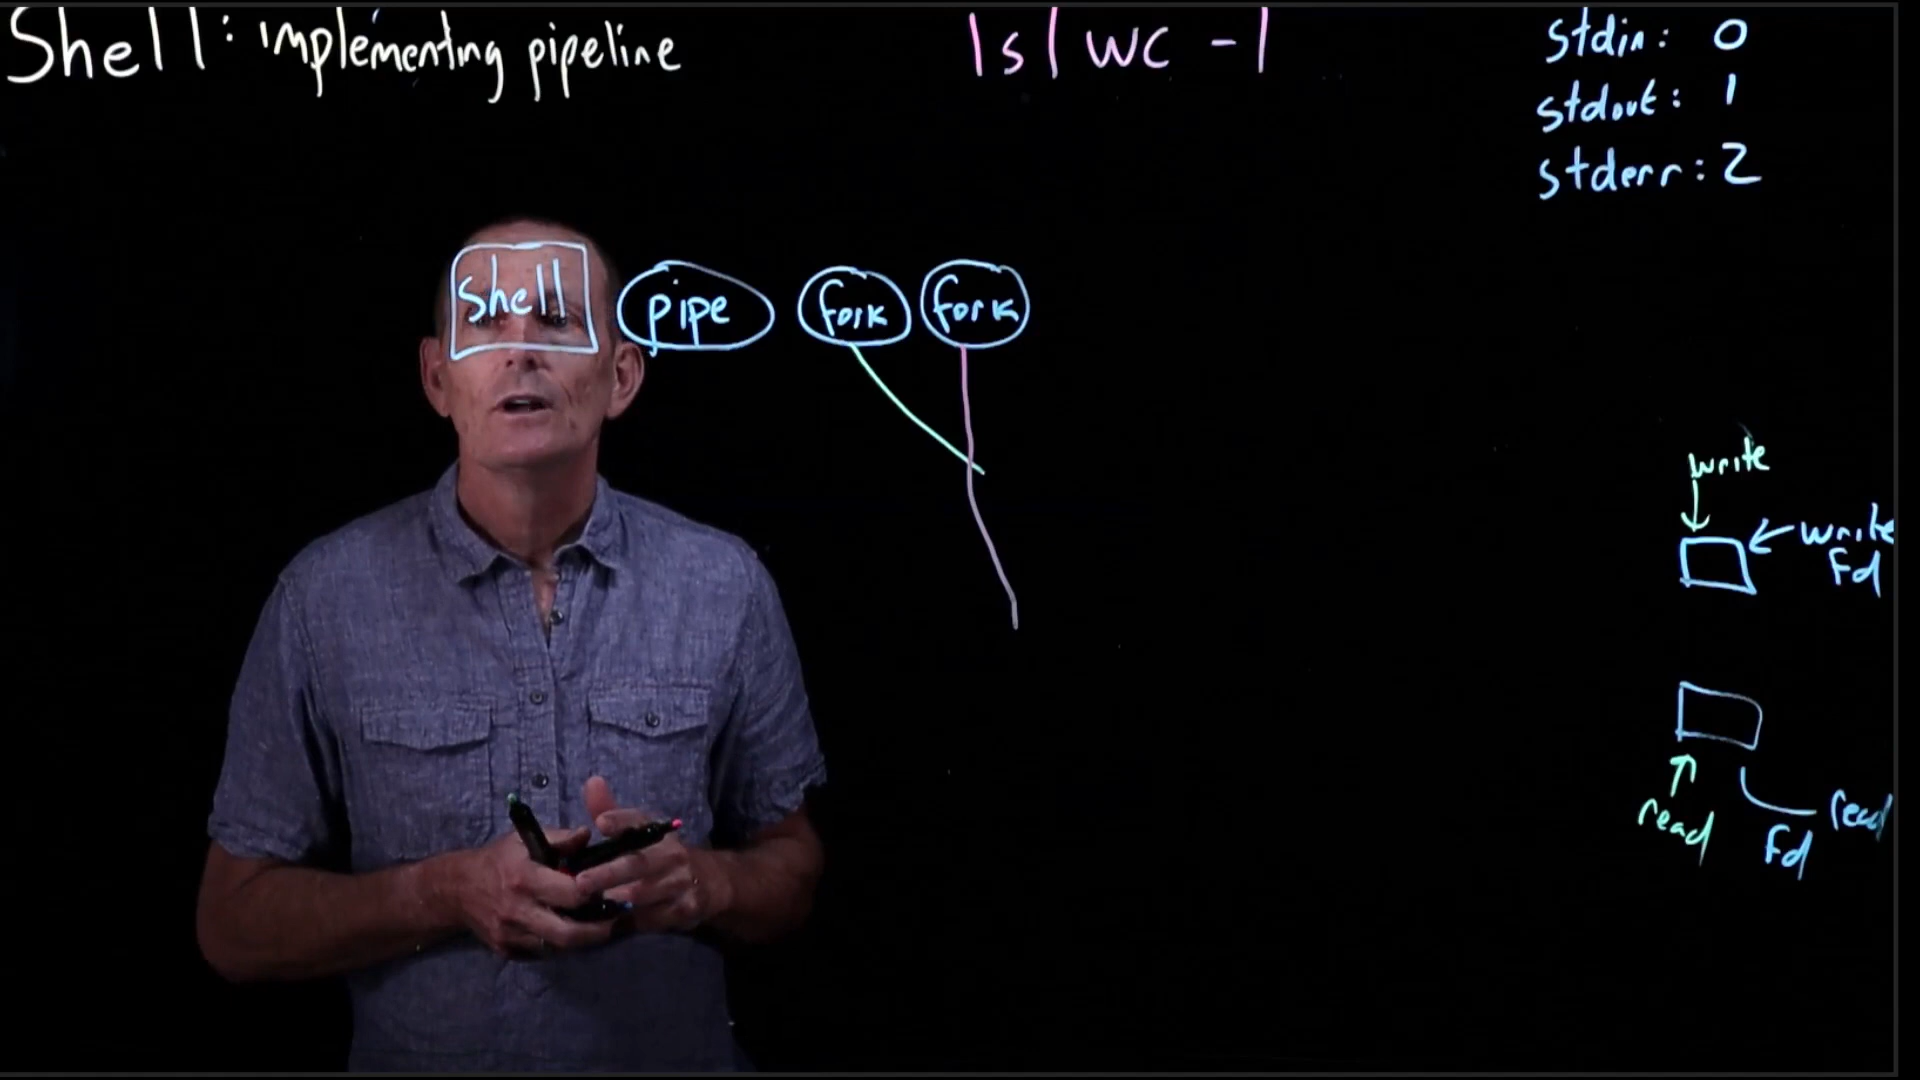 Shell: implementing pipeline
ls | wc -l
stdin: 0
stdout: 1
stderr: 2
shell
pipe
fork
fork
write
write
fd
read
read
fd